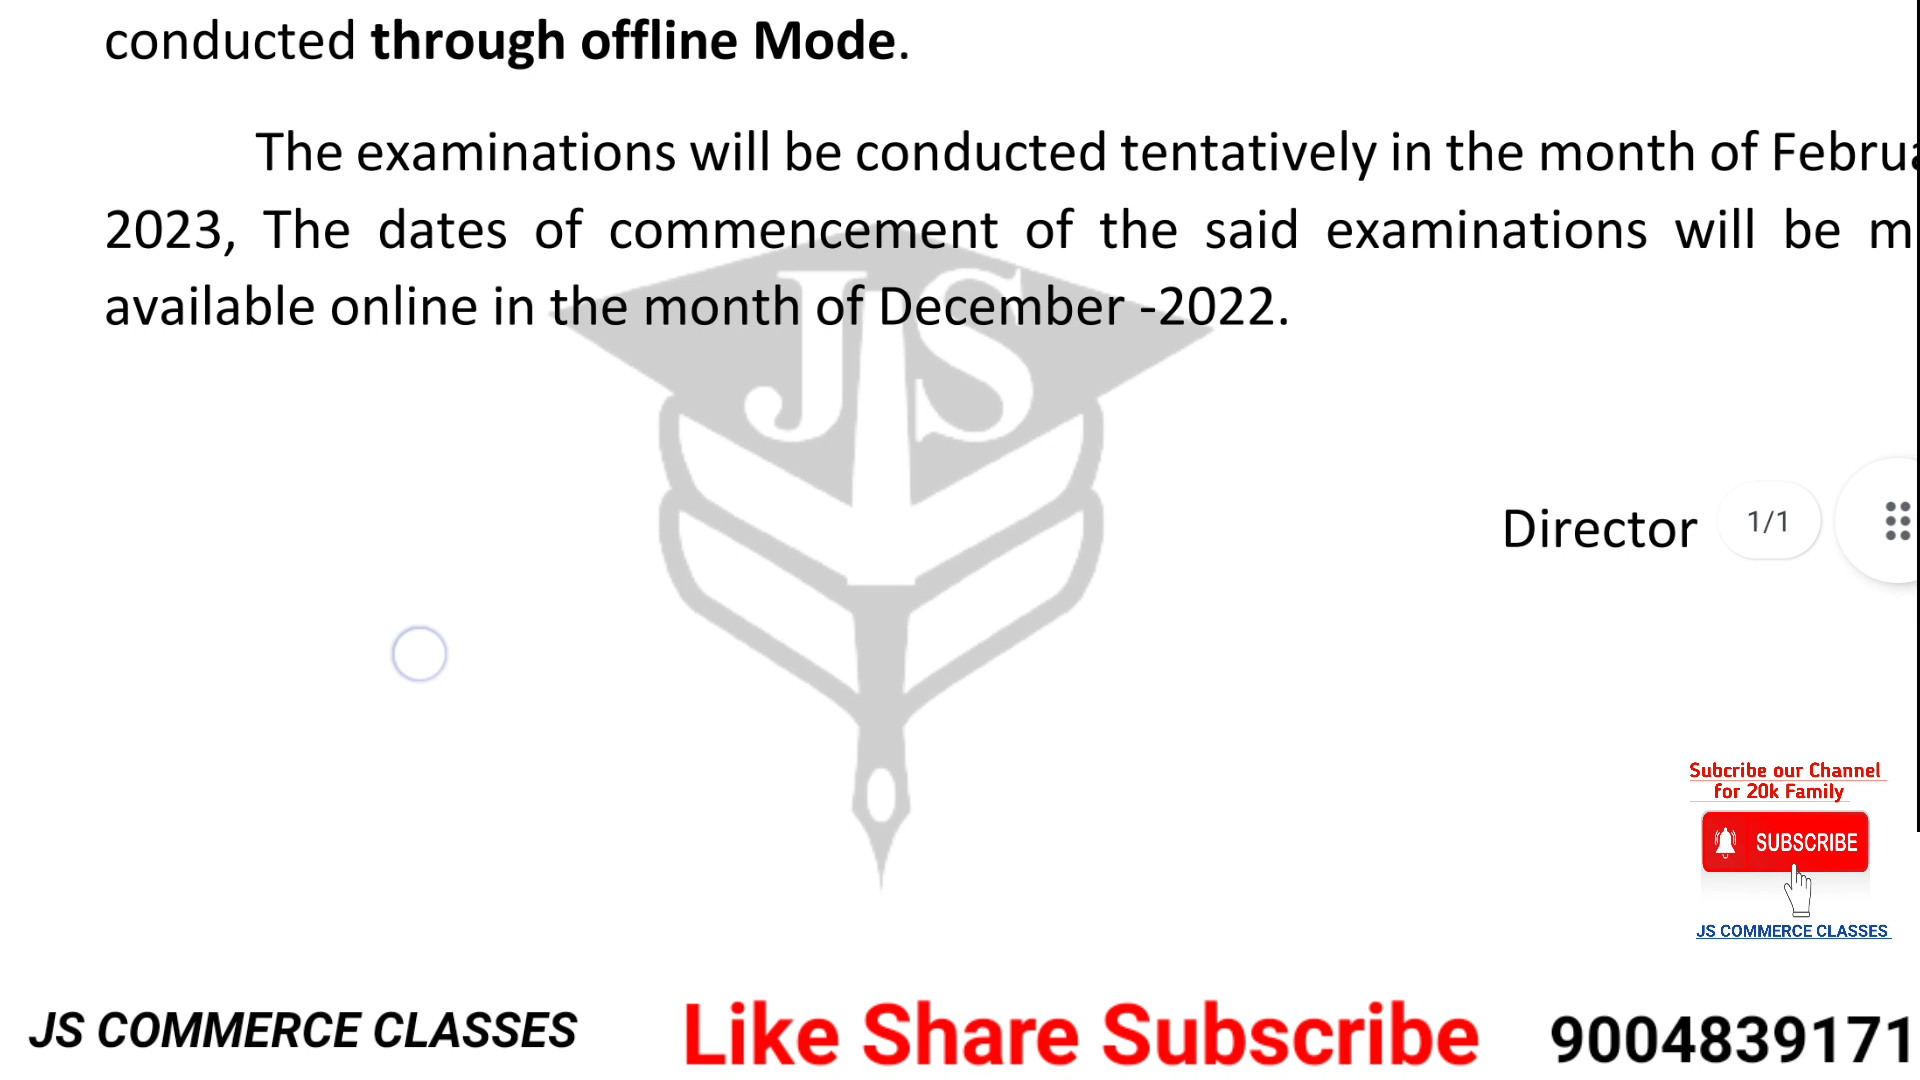 conducted through offline Mode.
The examinations will be conducted tentatively in the month of
2023, The dates of commencement of the said examinations will be
available online in the month of December -2022.
JS
Director
1/1
Subcribe our Channel
for 20k Family
SUBSCRIBE
JS COMMERCE CLASSES
JS COMMERCE CLASSES
Like Share Subscribe
9004839171